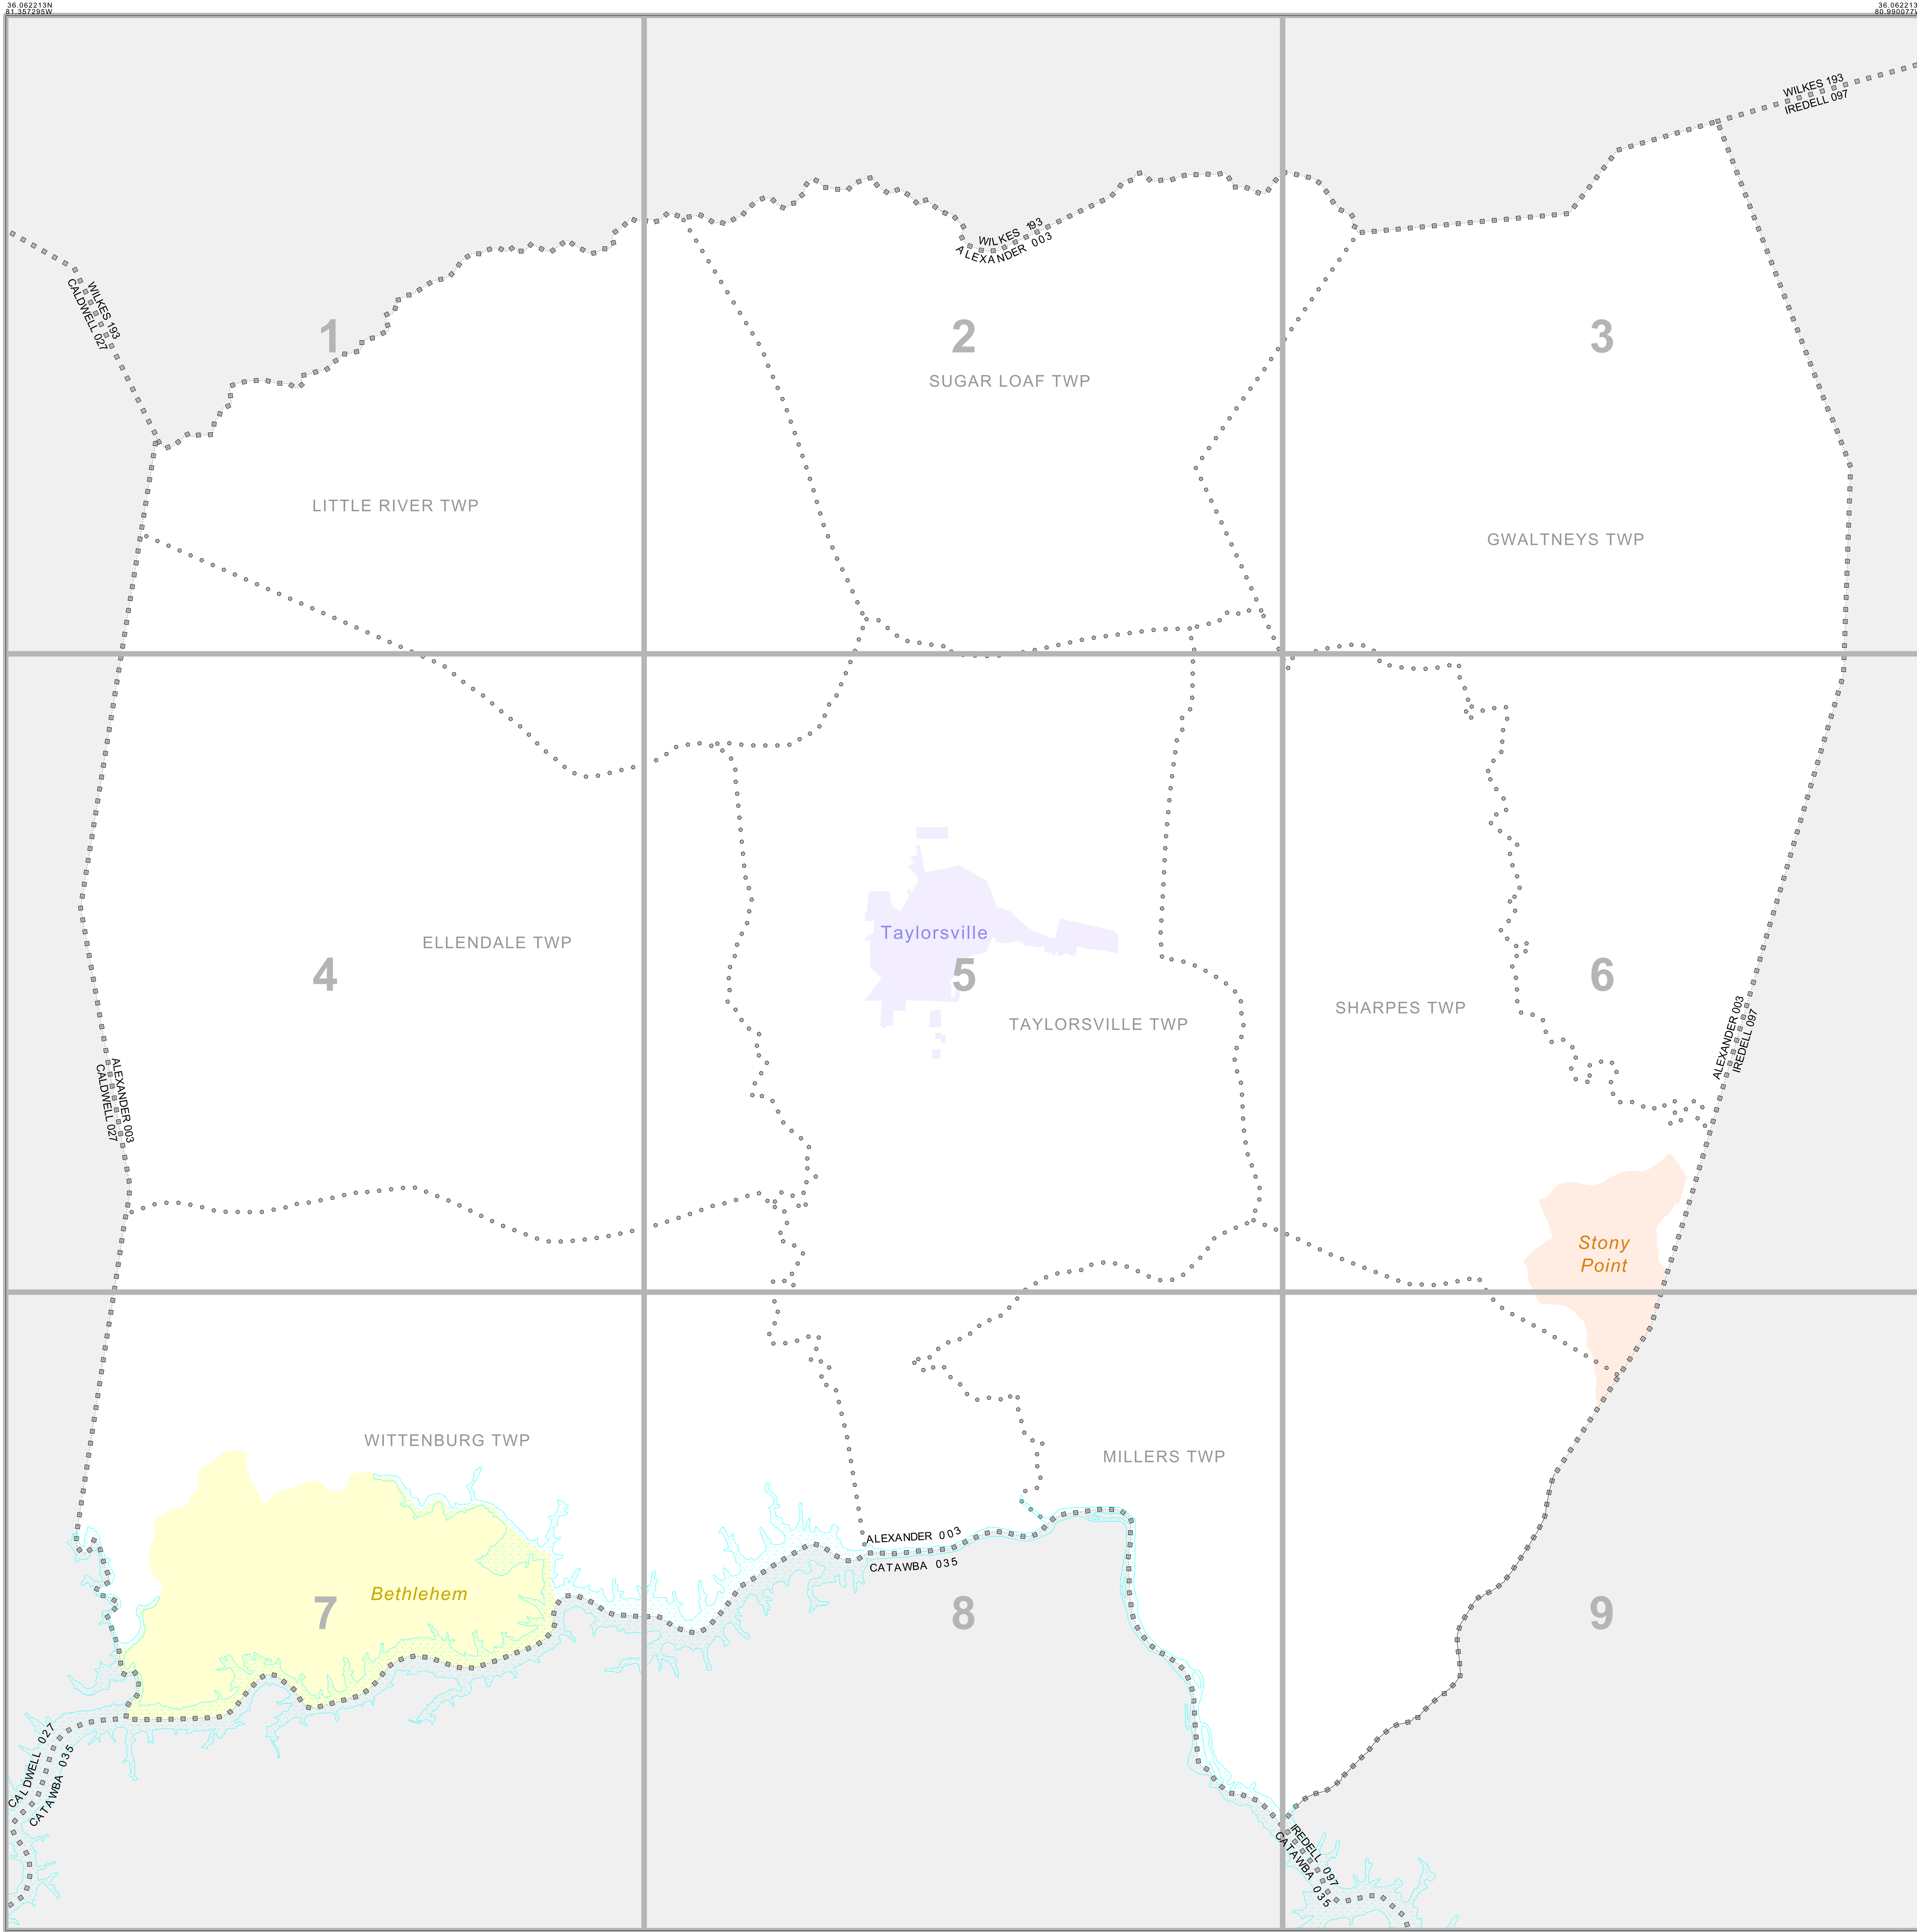 36.062213N
81.357295W
36.062213
80.990077W
WILKES 193
IREDELL 097
WILKES 193
ALEXANDER 003
WILKES 193
CALDWELL 027
1
2
3
SUGAR LOAF TWP
LITTLE RIVER TWP
GWALTNEYS TWP
Taylorsville
ELLENDALE TWP
4
5
6
SHARPES TWP
TAYLORSVILLE TWP
ALEXANDER 003
IREDELL 097
ALEXANDER 003
CALDWELL 027
Stony
Point
WITTENBURG TWP
MILLERS TWP
ALEXANDER 003
CATAWBA 035
Bethlehem
7
8
9
CALDWELL 027
CATAWBA 035
IREDELL 097
CATAWBA 035